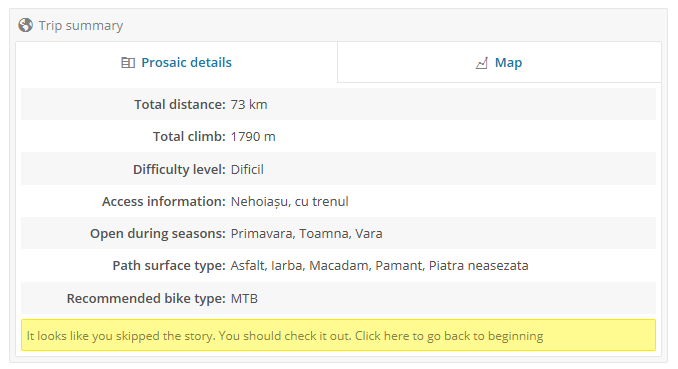 Trip summary
Prosaic details
Map
Total distance: 73 km
Total climb: 1790 m
Difficulty level: Dificil
Access information: Nehoiașu, cu trenul
Open during seasons: Primavara, Toamna, Vara
Path surface type: Asfalt, Iarba, Macadam, Pamant, Piatra neasezata
Recommended bike type: MTB
It looks like you skipped the story. You should check it out. Click here to go back to beginning